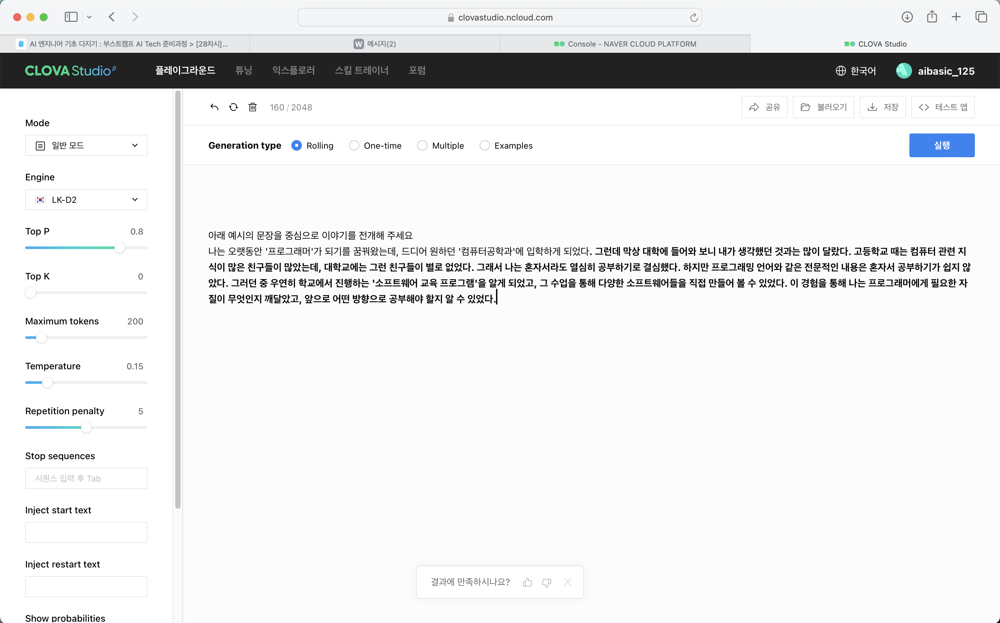 clovastudio.ncloud.com
AI 엔지니어 기초 다지기 : 부스트캠프 AI Tech 준비과정 > [28차시]...
W 메시지(2)
Console - NAVER CLOUD PLATFORM
CLOVA Studio
CLOVA Studio β
플레이그라운드
튜닝
익스플로러
스킬 트레이너
포럼
한국어
aibasic_125
160 / 2048
공유
불러오기
저장
<> 테스트 앱
Mode
일반 모드
Engine
LK-D2
Top P 0.8
Top K 0
Maximum tokens 200
Temperature 0.15
Repetition penalty 5
Stop sequences
시퀀스 입력 후 Tab
Inject start text
Inject restart text
Show probabilities
Generation type Rolling One-time Multiple Examples
실행
아래 예시의 문장을 중심으로 이야기를 전개해 주세요
나는 오랫동안 '프로그래머'가 되기를 꿈꿔왔는데, 드디어 원하던 '컴퓨터공학과'에 입학하게 되었다. 그런데 막상 대학에 들어와 보니 내가 생각했던 것과는 많이 달랐다. 고등학교 때는 컴퓨터 관련 지
식이 많은 친구들이 많았는데, 대학교에는 그런 친구들이 별로 없었다. 그래서 나는 혼자서라도 열심히 공부하기로 결심했다. 하지만 프로그래밍 언어와 같은 전문적인 내용은 혼자서 공부하기가 쉽지 않
았다. 그러던 중 우연히 학교에서 진행하는 '소프트웨어 교육 프로그램'을 알게 되었고, 그 수업을 통해 다양한 소프트웨어들을 직접 만들어 볼 수 있었다. 이 경험을 통해 나는 프로그래머에게 필요한 자
질이 무엇인지 깨달았고, 앞으로 어떤 방향으로 공부해야 할지 알 수 있었다.
결과에 만족하시나요?